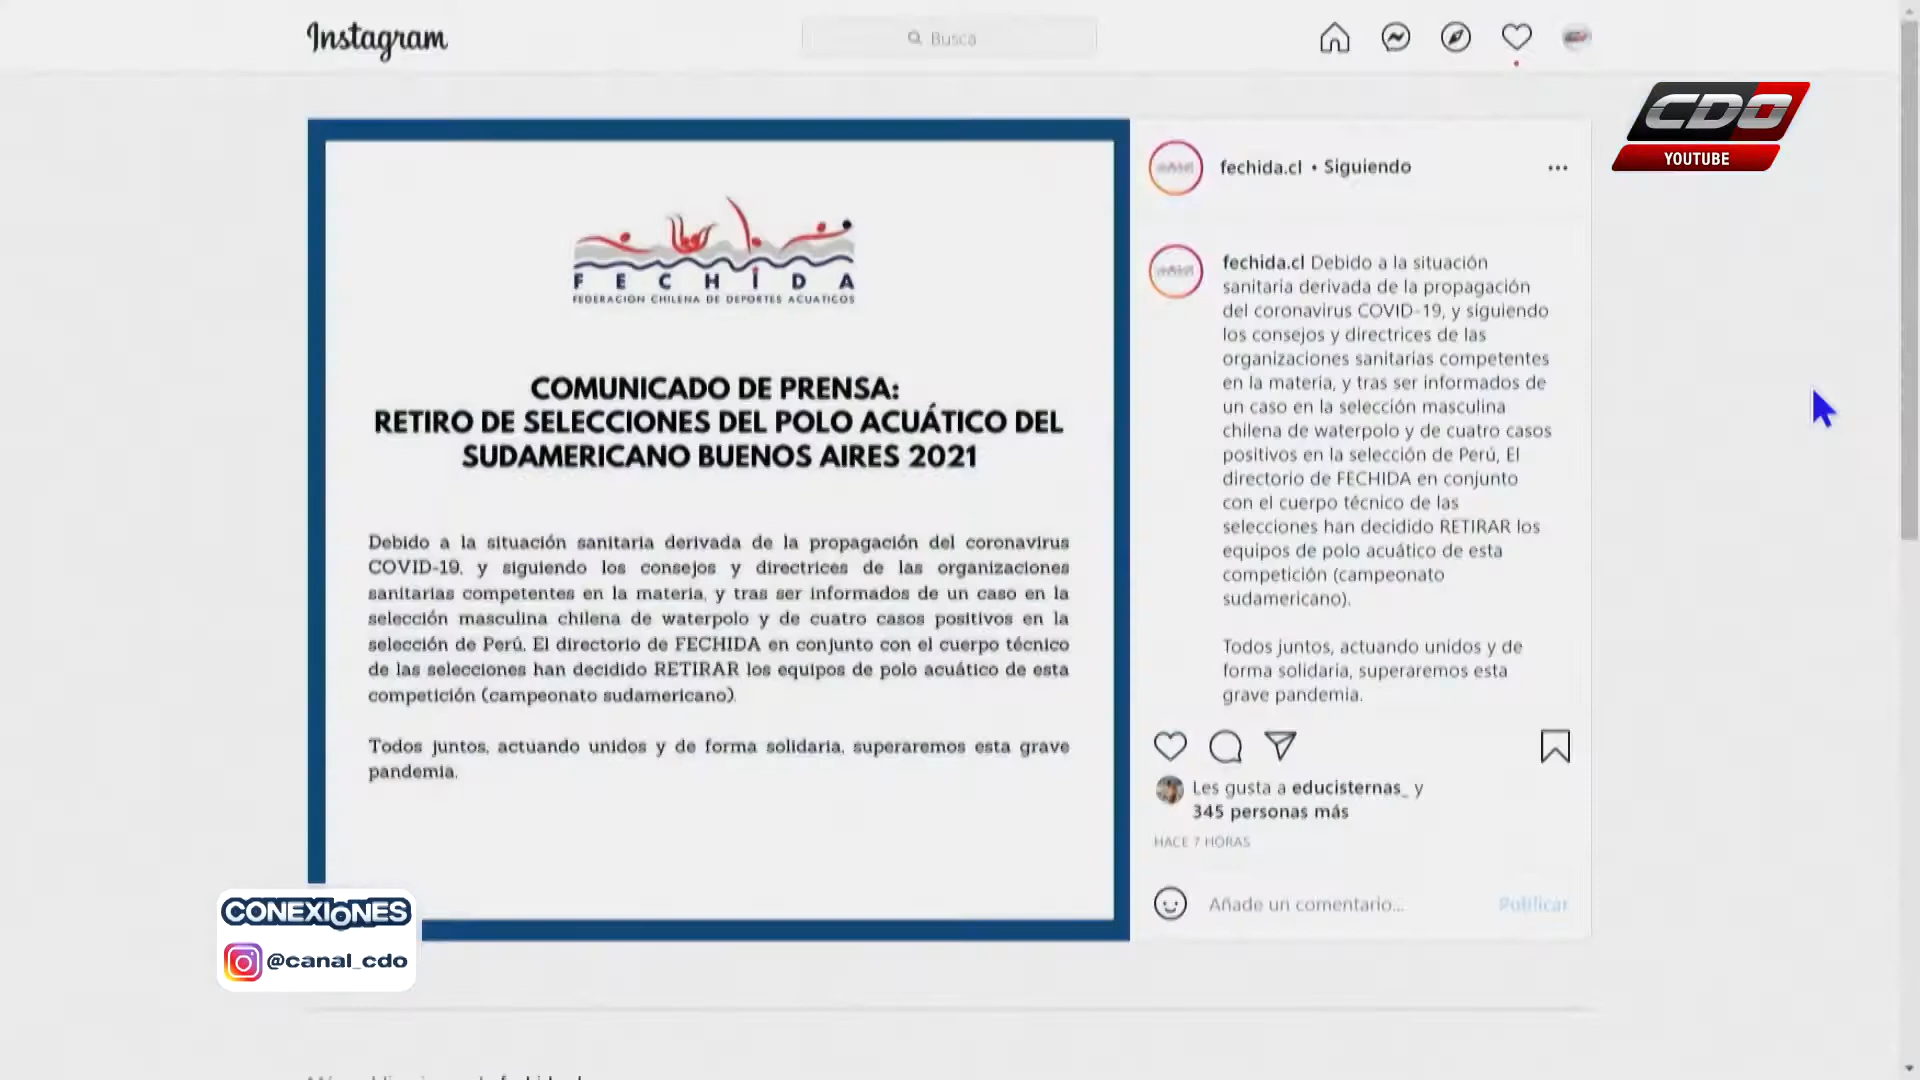 Instagram
Busca
CDO
YOUTUBE
FECHIDA
FEDERACIÓN CHILENA DE DEPORTES ACUATICOS
COMUNICADO DE PRENSA:
RETIRO DE SELECCIONES DEL POLO ACUÁTICO DEL
SUDAMERICANO BUENOS AIRES 2021
Debido a la situación sanitaria derivada de la propagación del coronavirus
COVID-19, y siguiendo los consejos y directrices de las organizaciones
sanitarias competentes en la materia, y tras ser informados de un caso en la
selección masculina chilena de waterpolo y de cuatro casos positivos en la
selección de Perú, El directorio de FECHIDA en conjunto con el cuerpo técnico
de las selecciones han decidido RETIRAR los equipos de polo acuático de esta
competición (campeonato sudamericano).
Todos juntos, actuando unidos y de forma solidaria, superaremos esta grave
pandemia.
fechida.cl • Siguiendo
fechida.cl Debido a la situación
sanitaria derivada de la propagación
del coronavirus COVID-19, y siguiendo
los consejos y directrices de las
organizaciones sanitarias competentes
en la materia, y tras ser informados de
un caso en la selección masculina
chilena de waterpolo y de cuatro casos
positivos en la selección de Perú, El
directorio de FECHIDA en conjunto
con el cuerpo técnico de las
selecciones han decidido RETIRAR los
equipos de polo acuático de esta
competición (campeonato
sudamericano).
Todos juntos, actuando unidos y de
forma solidaria, superaremos esta
grave pandemia.
Les gusta a educisternas_ y
345 personas más
HACE 7 HORAS
Añade un comentario...
Publicar
CONEXIONES
@canal_cdo